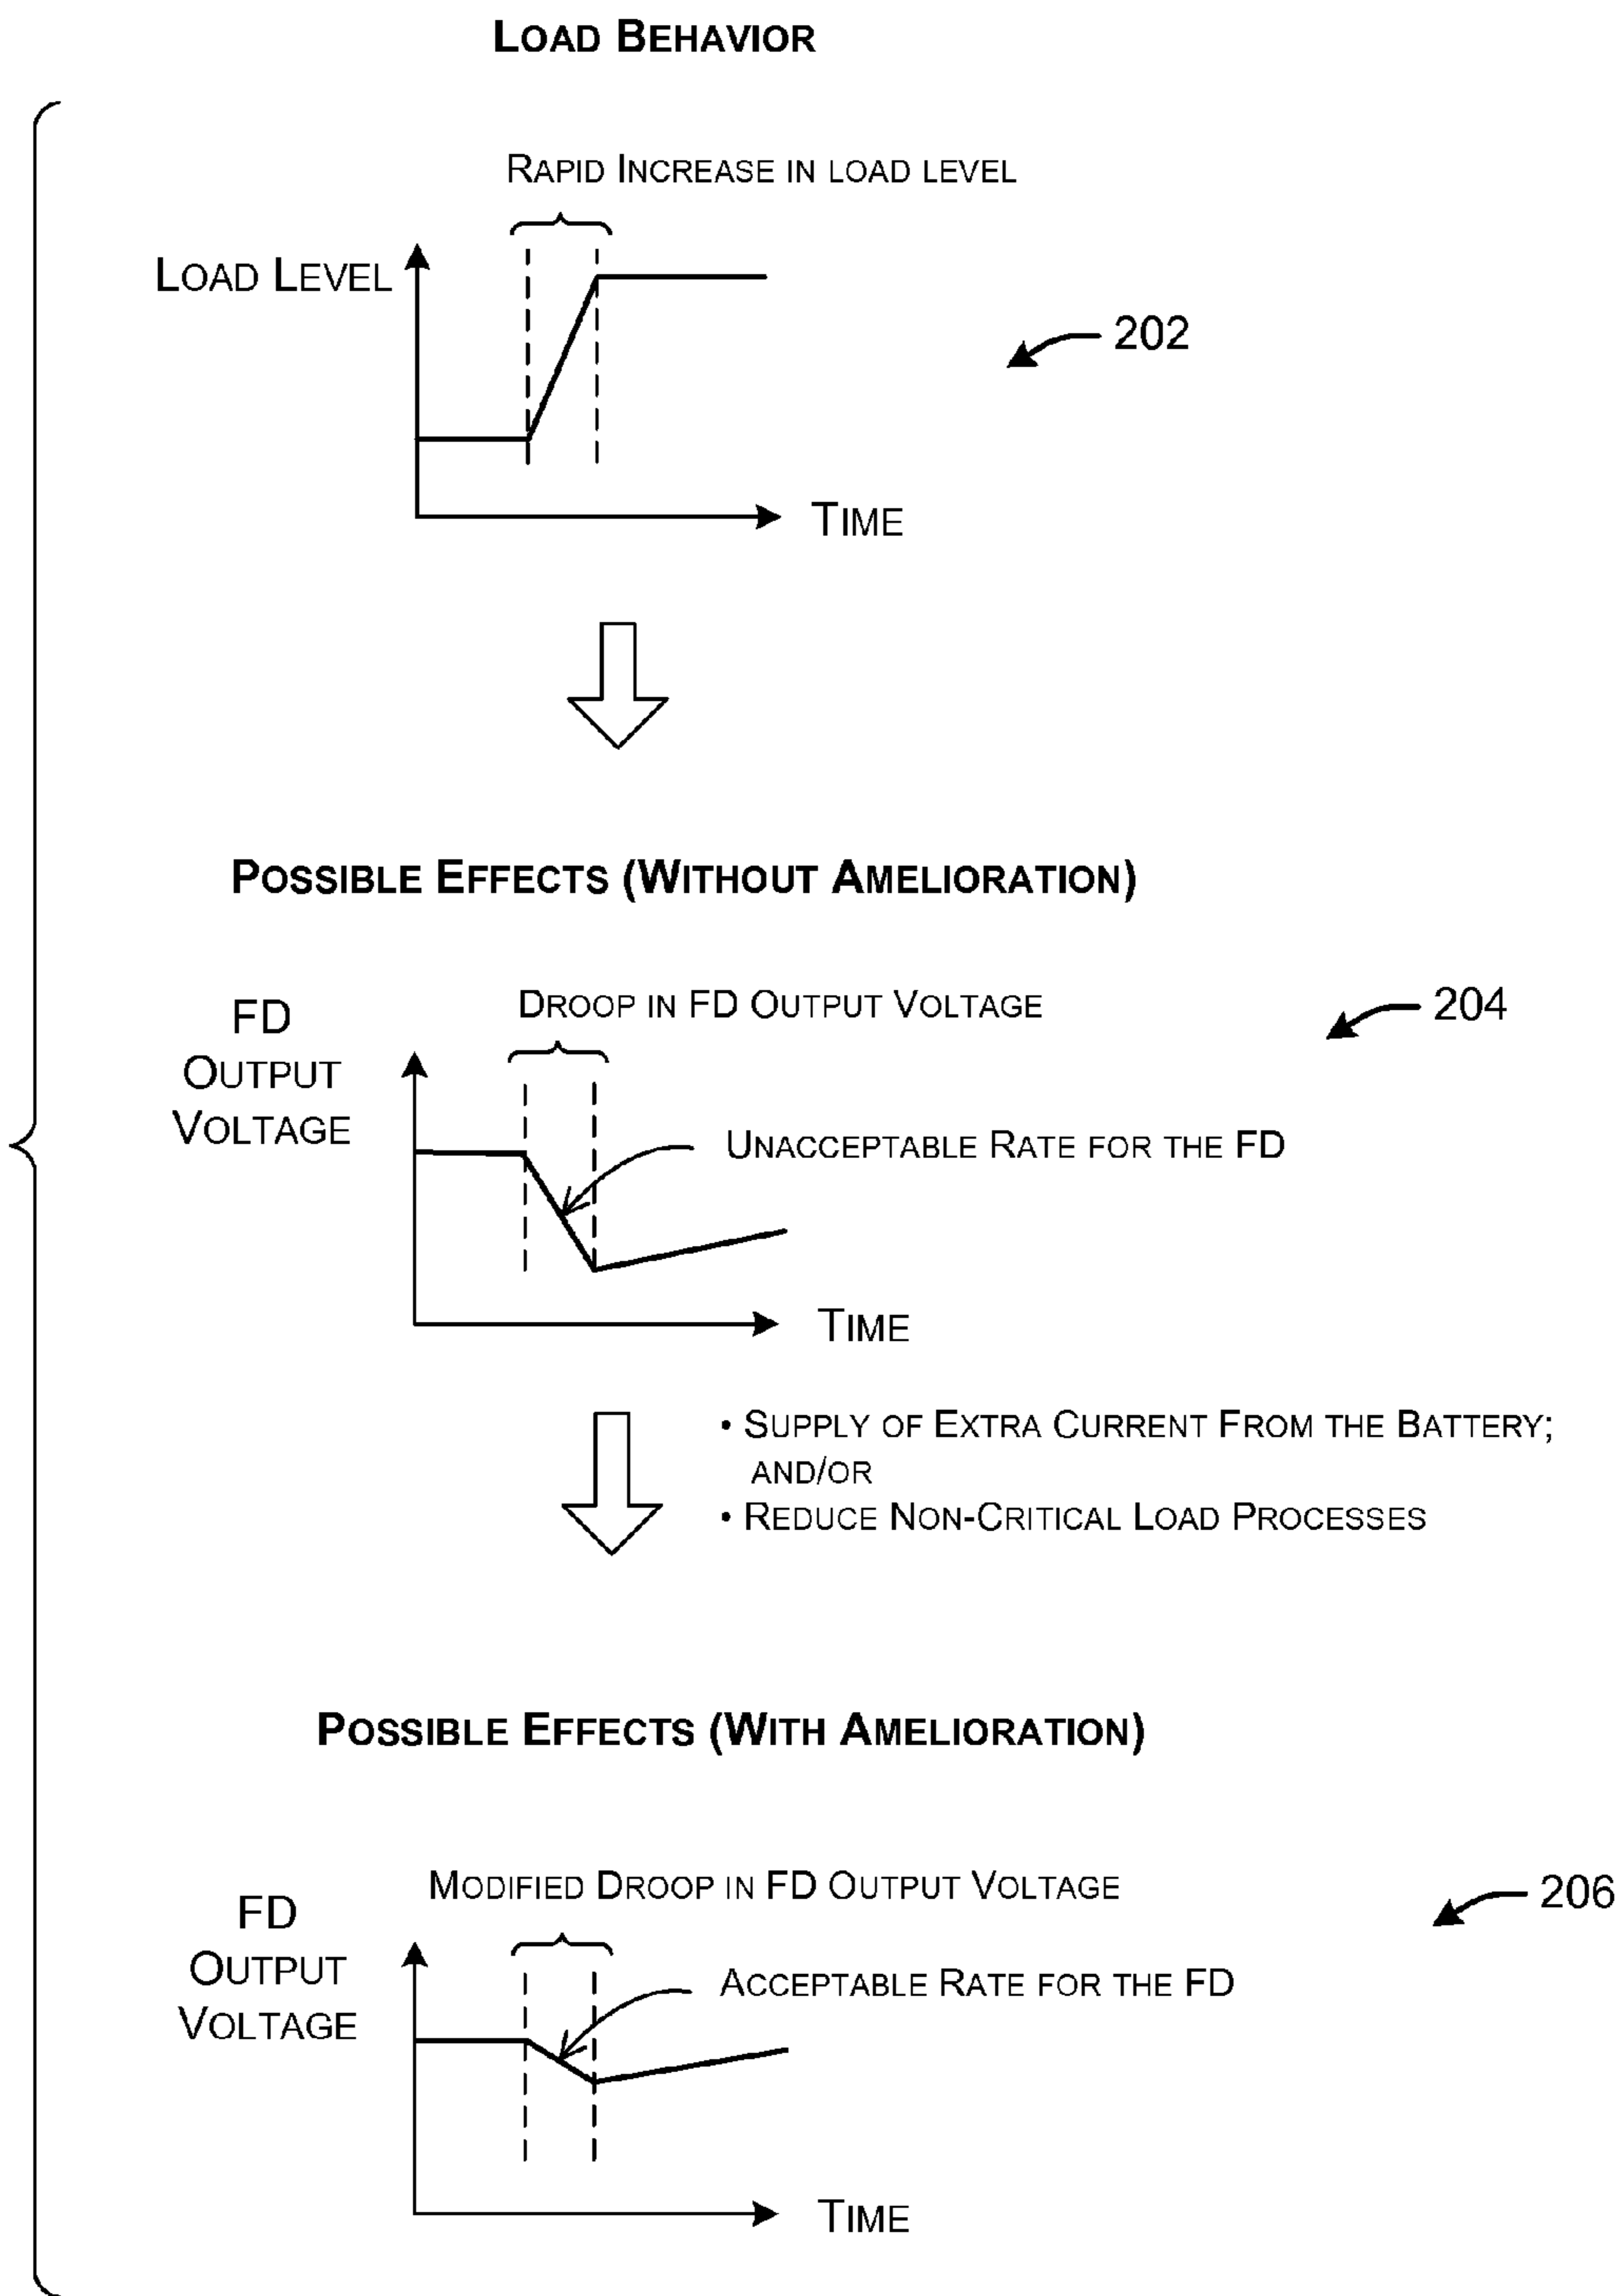 LOAD BEHAVIOR
RAPID INCREASE IN LOAD LEVEL
LOAD LEVEL
202
TIME
POSSIBLE EFFECTS (WITHOUT AMELIORATION)
FD
OUTPUT
VOLTAGE
DROOP IN FD OUTPUT VOLTAGE
204
UNACCEPTABLE RATE FOR THE FD
TIME
• SUPPLY OF EXTRA CURRENT FROM THE BATTERY;
AND/OR
• REDUCE NON-CRITICAL LOAD PROCESSES
POSSIBLE EFFECTS (WITH AMELIORATION)
MODIFIED DROOP IN FD OUTPUT VOLTAGE
206
FD
OUTPUT
VOLTAGE
ACCEPTABLE RATE FOR THE FD
TIME